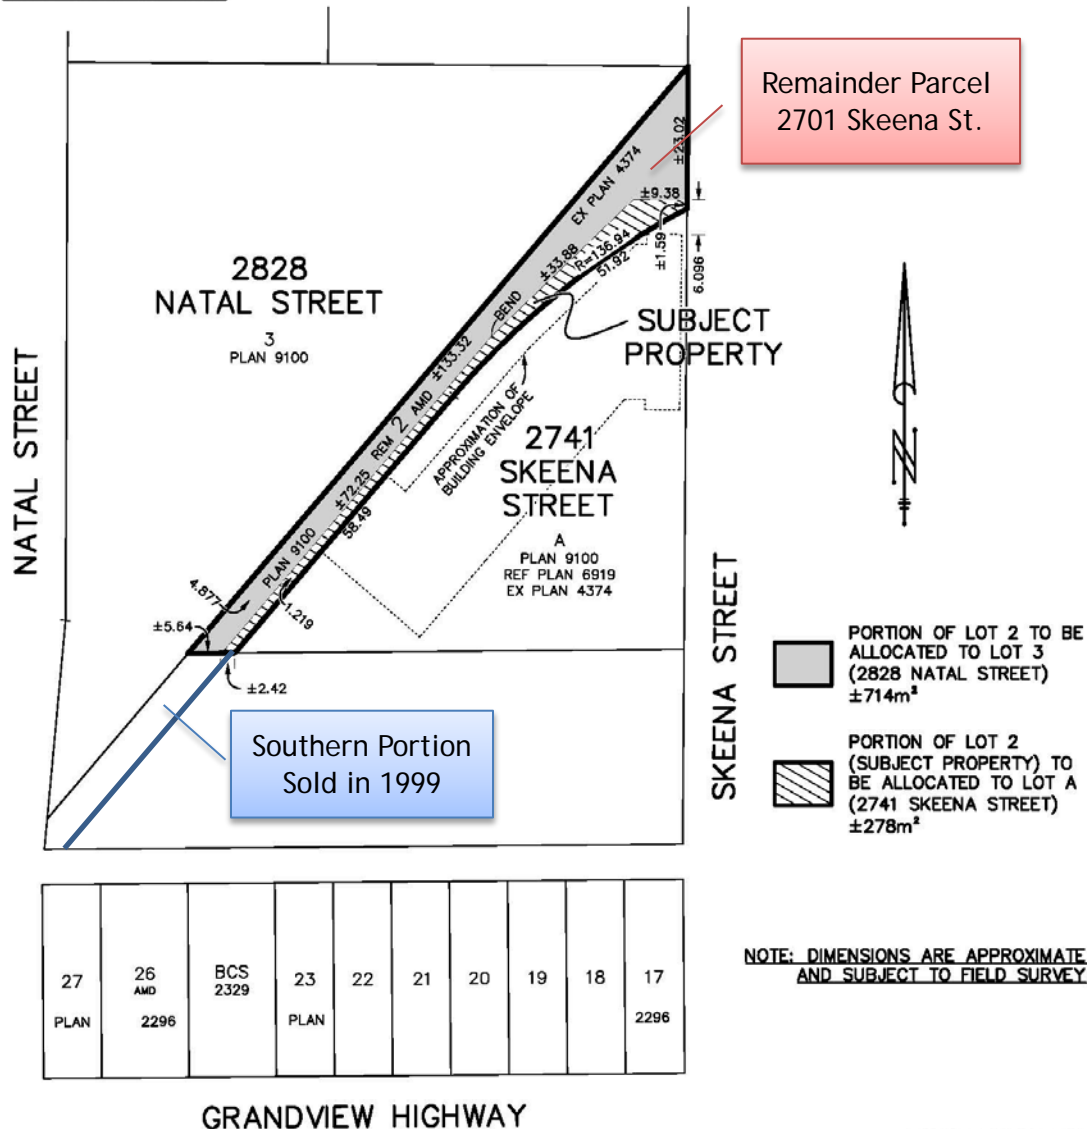 Remainder Parcel
2701 Skeena St.
±23.02
EX PLAN 4374
±9.38
±1.59
6.096
R=136.94
51.92
±33.88
BEND
2828
NATAL STREET
3
PLAN 9100
SUBJECT
PROPERTY
±133.32
REM 2 AMD
APPROXIMATION OF
BUILDING ENVELOPE
2741
SKEENA
STREET
A
PLAN 9100
REF PLAN 6919
EX PLAN 4374
NATAL STREET
N
±72.25
58.49
PLAN 9100
4.877
1.219
±5.64
±2.42
SKEENA STREET
Southern Portion
Sold in 1999
PORTION OF LOT 2 TO BE
ALLOCATED TO LOT 3
(2828 NATAL STREET)
±714m²
PORTION OF LOT 2
(SUBJECT PROPERTY) TO
BE ALLOCATED TO LOT A
(2741 SKEENA STREET)
±278m²
27
PLAN
26
AMD
2296
BCS
2329
23
PLAN
22
21
20
19
18
17
2296
NOTE: DIMENSIONS ARE APPROXIMATE
AND SUBJECT TO FIELD SURVEY
GRANDVIEW HIGHWAY